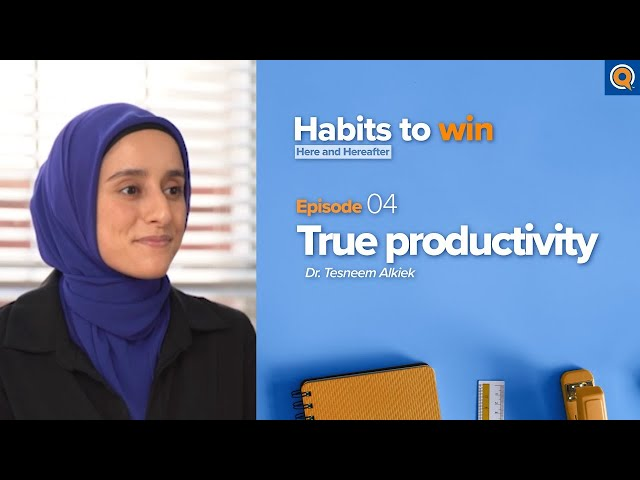 Habits to win
Here and Hereafter
Episode 04
True productivity
Dr. Tesneem Alkiek